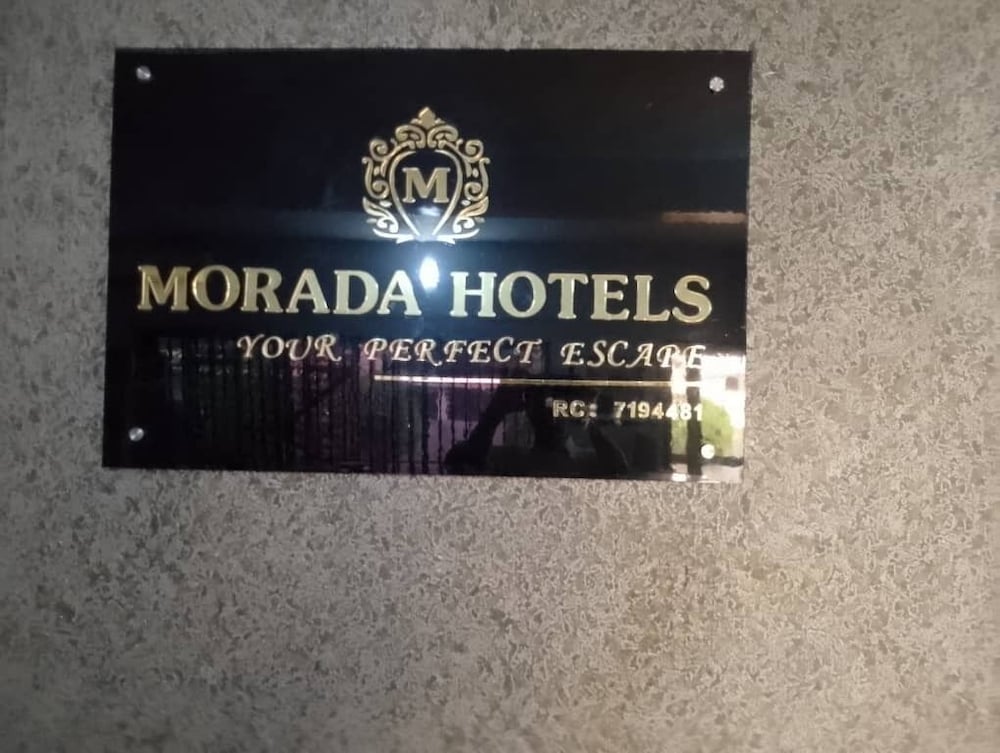 M
MORADA HOTELS
YOUR PERFECT ESCAPE
RC: 7194481